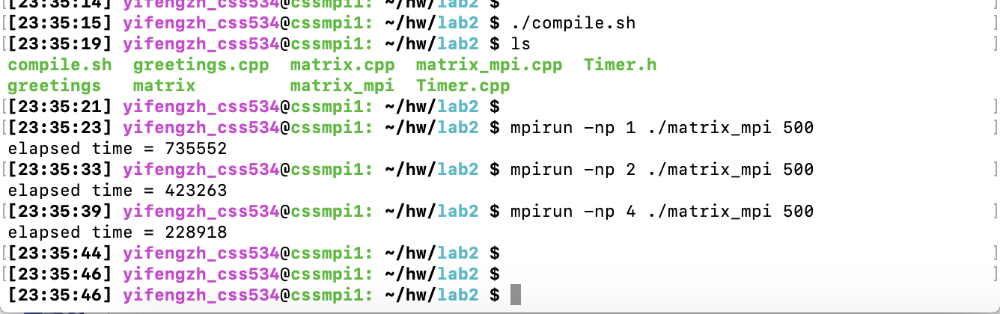 [[23:35:14] yifengzh_css534@cssmpi1: ~/hw/lab2 $ ]
[[23:35:15] yifengzh_css534@cssmpi1: ~/hw/lab2 $ ./compile.sh ]
[[23:35:19] yifengzh_css534@cssmpi1: ~/hw/lab2 $ ls ]
compile.sh greetings.cpp matrix.cpp matrix_mpi.cpp Timer.h
greetings matrix matrix_mpi Timer.cpp
[[23:35:21] yifengzh_css534@cssmpi1: ~/hw/lab2 $ ]
[[23:35:23] yifengzh_css534@cssmpi1: ~/hw/lab2 $ mpirun -np 1 ./matrix_mpi 500 ]
elapsed time = 735552
[[23:35:33] yifengzh_css534@cssmpi1: ~/hw/lab2 $ mpirun -np 2 ./matrix_mpi 500 ]
elapsed time = 423263
[[23:35:39] yifengzh_css534@cssmpi1: ~/hw/lab2 $ mpirun -np 4 ./matrix_mpi 500 ]
elapsed time = 228918
[[23:35:44] yifengzh_css534@cssmpi1: ~/hw/lab2 $ ]
[[23:35:46] yifengzh_css534@cssmpi1: ~/hw/lab2 $ ]
[23:35:46] yifengzh_css534@cssmpi1: ~/hw/lab2 $